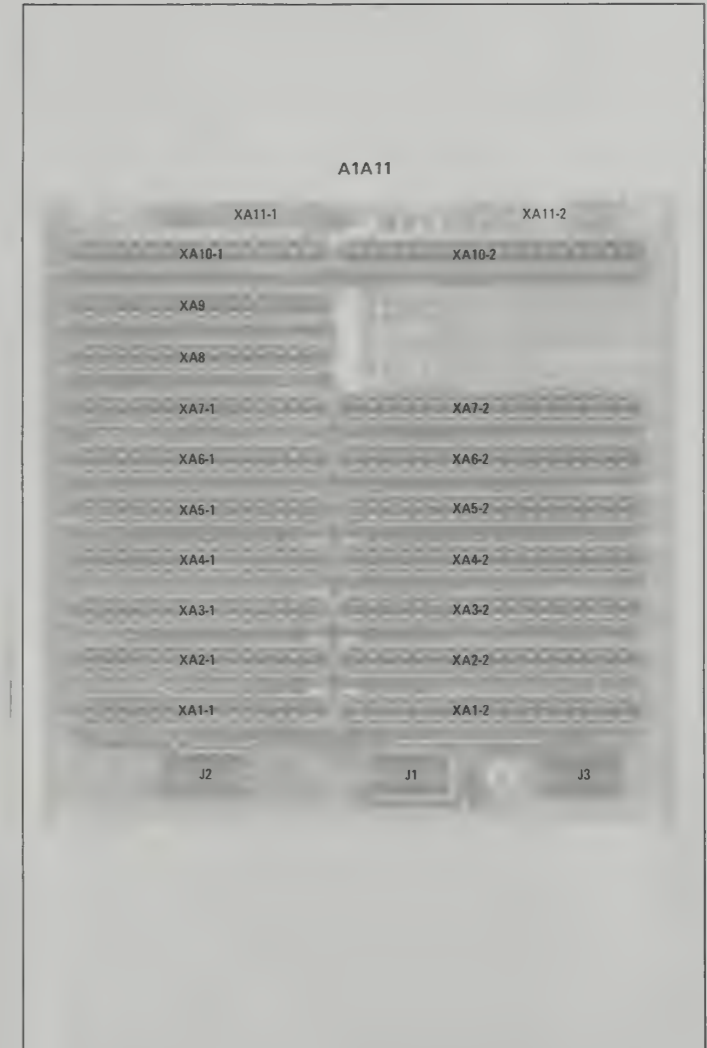 A1A11
XA11-1 XA11-2
XA10-1 XA10-2
XA9
XA8
XA7-1 XA7-2
XA6-1 XA6-2
XA5-1 XA5-2
XA4-1 XA4-2
XA3-1 XA3-2
XA2-1 XA2-2
XA1-1 XA1-2
J2 J1 J3